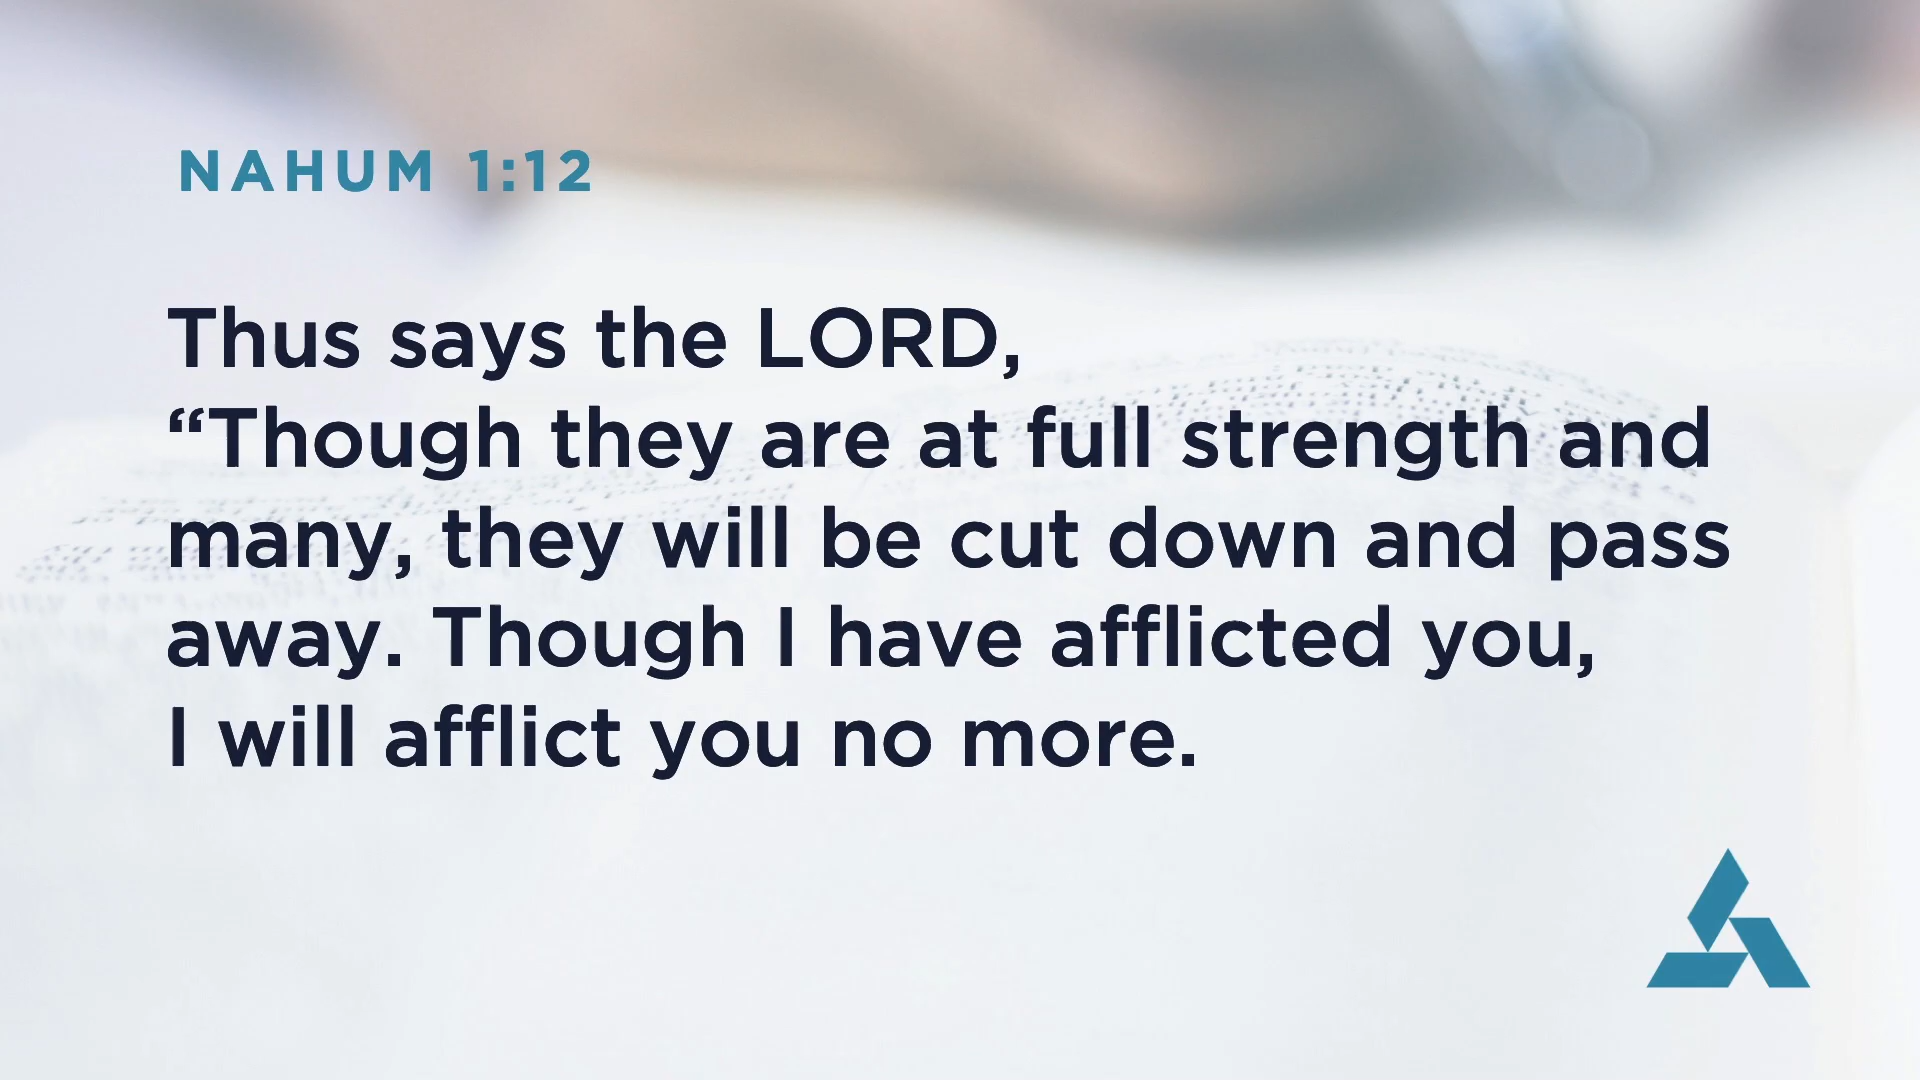 NAHUM 1:12
Thus says the LORD,
“Though they are at full strength and
many, they will be cut down and pass
away. Though I have afflicted you,
I will afflict you no more.